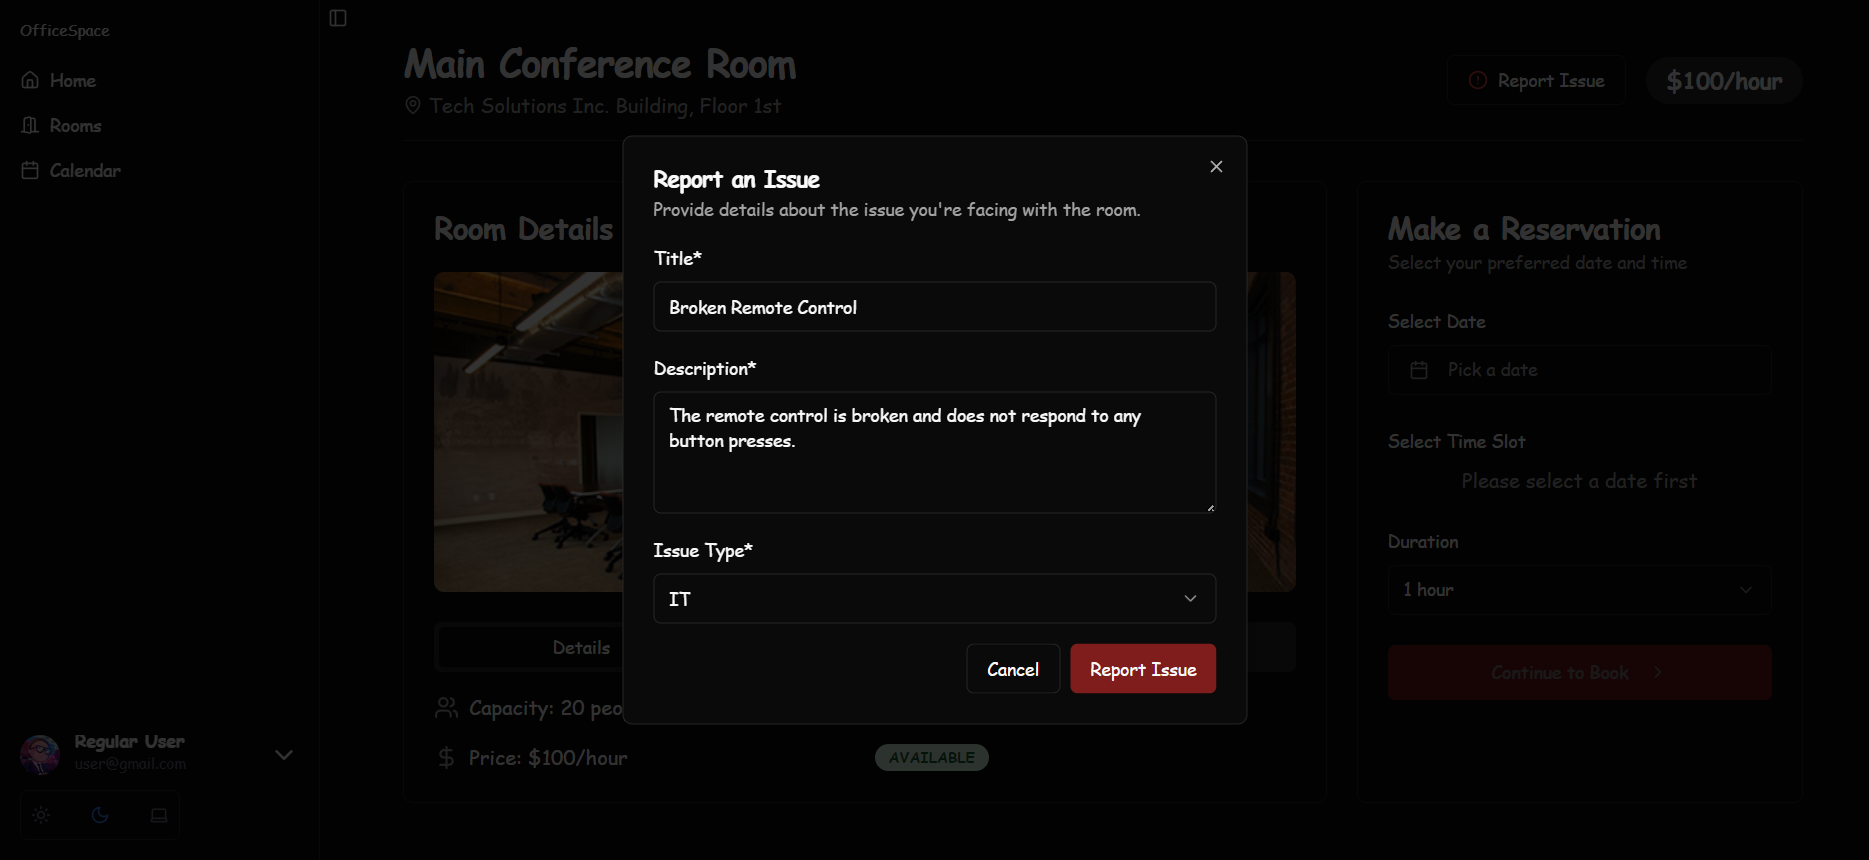 OfficeSpace
Home
Rooms
Calendar
Regular User
user@gmail.com
Main Conference Room
Tech Solutions Inc. Building, Floor 1st
Report Issue
$100/hour
Room Details
Details
Capacity: 20 peo
Price: $100/hour
AVAILABLE
Report an Issue
Provide details about the issue you're facing with the room.
Title*
Broken Remote Control
Description*
The remote control is broken and does not respond to any
button presses.
Issue Type*
IT
Cancel
Report Issue
Make a Reservation
Select your preferred date and time
Select Date
Pick a date
Select Time Slot
Please select a date first
Duration
1 hour
Continue to Book